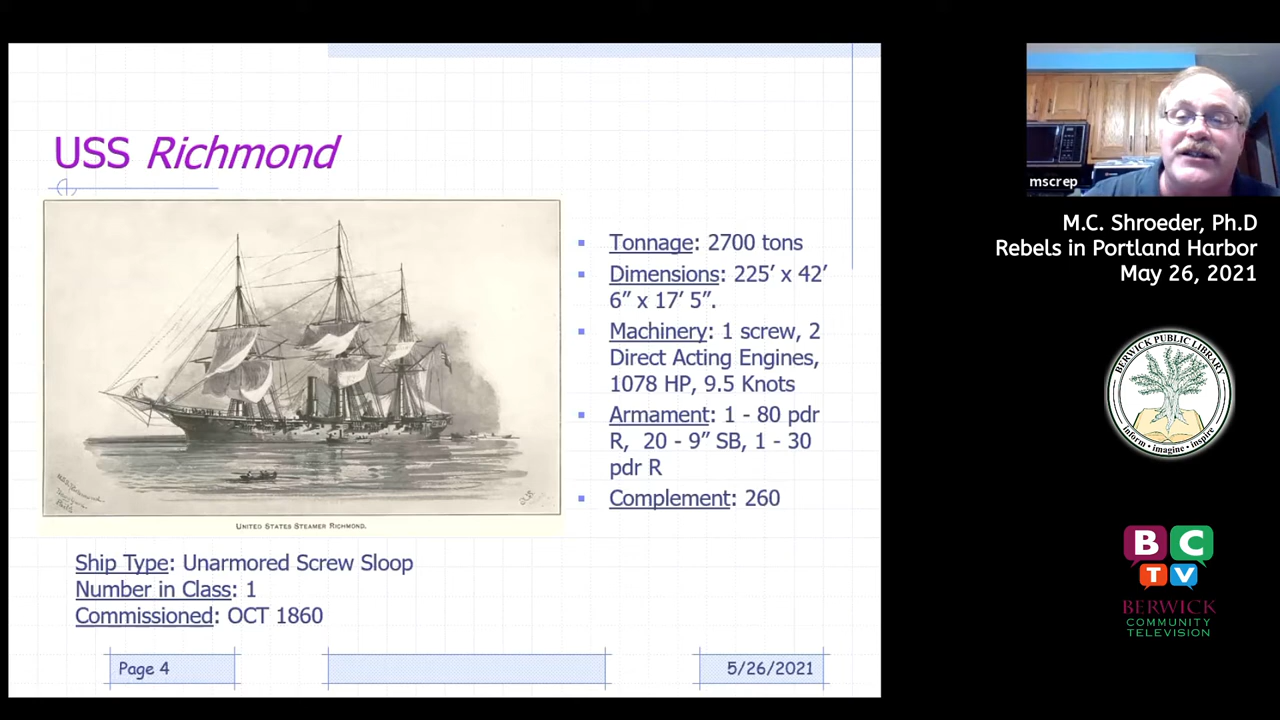 USS Richmond
UNITED STATES STEAMER RICHMOND.
Tonnage: 2700 tons
Dimensions: 225’ x 42’
6” x 17’ 5”.
Machinery: 1 screw, 2
Direct Acting Engines,
1078 HP, 9.5 Knots
Armament: 1 - 80 pdr
R, 20 - 9” SB, 1 - 30
pdr R
Complement: 260
Ship Type: Unarmored Screw Sloop
Number in Class: 1
Commissioned: OCT 1860
Page 4
5/26/2021
mscrep
M.C. Shroeder, Ph.D
Rebels in Portland Harbor
May 26, 2021
BERWICK PUBLIC LIBRARY
inform • imagine • inspire
BC
TV
BERWICK
COMMUNITY
TELEVISION